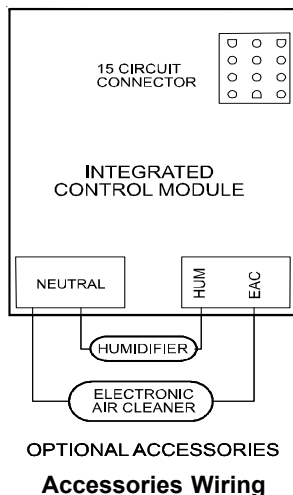 15 CIRCUIT
CONNECTOR
INTEGRATED
CONTROL MODULE
NEUTRAL
HUM
EAC
HUMIDIFIER
ELECTRONIC
AIR CLEANER
OPTIONAL ACCESSORIES
Accessories Wiring